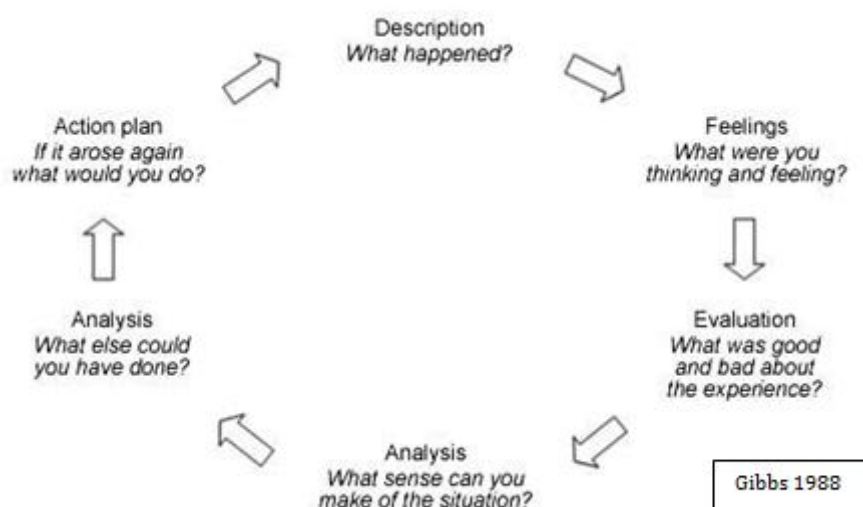 Description
What happened?
Feelings
What were you
thinking and feeling?
Evaluation
What was good
and bad about
the experience?
Analysis
What sense can you
make of the situation?
Analysis
What else could
you have done?
Action plan
If it arose again
what would you do?
Gibbs 1988